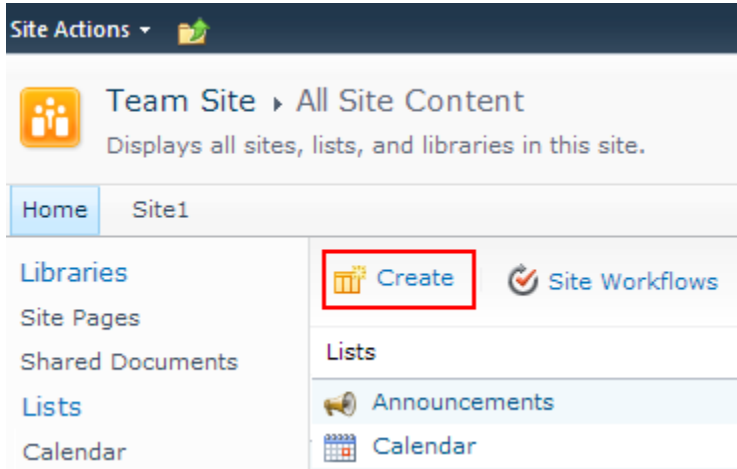 Site Actions
Team Site ▸ All Site Content
Displays all sites, lists, and libraries in this site.
Home Site1
Libraries
Site Pages
Shared Documents
Lists
Calendar
Create Site Workflows
Lists
Announcements
Calendar